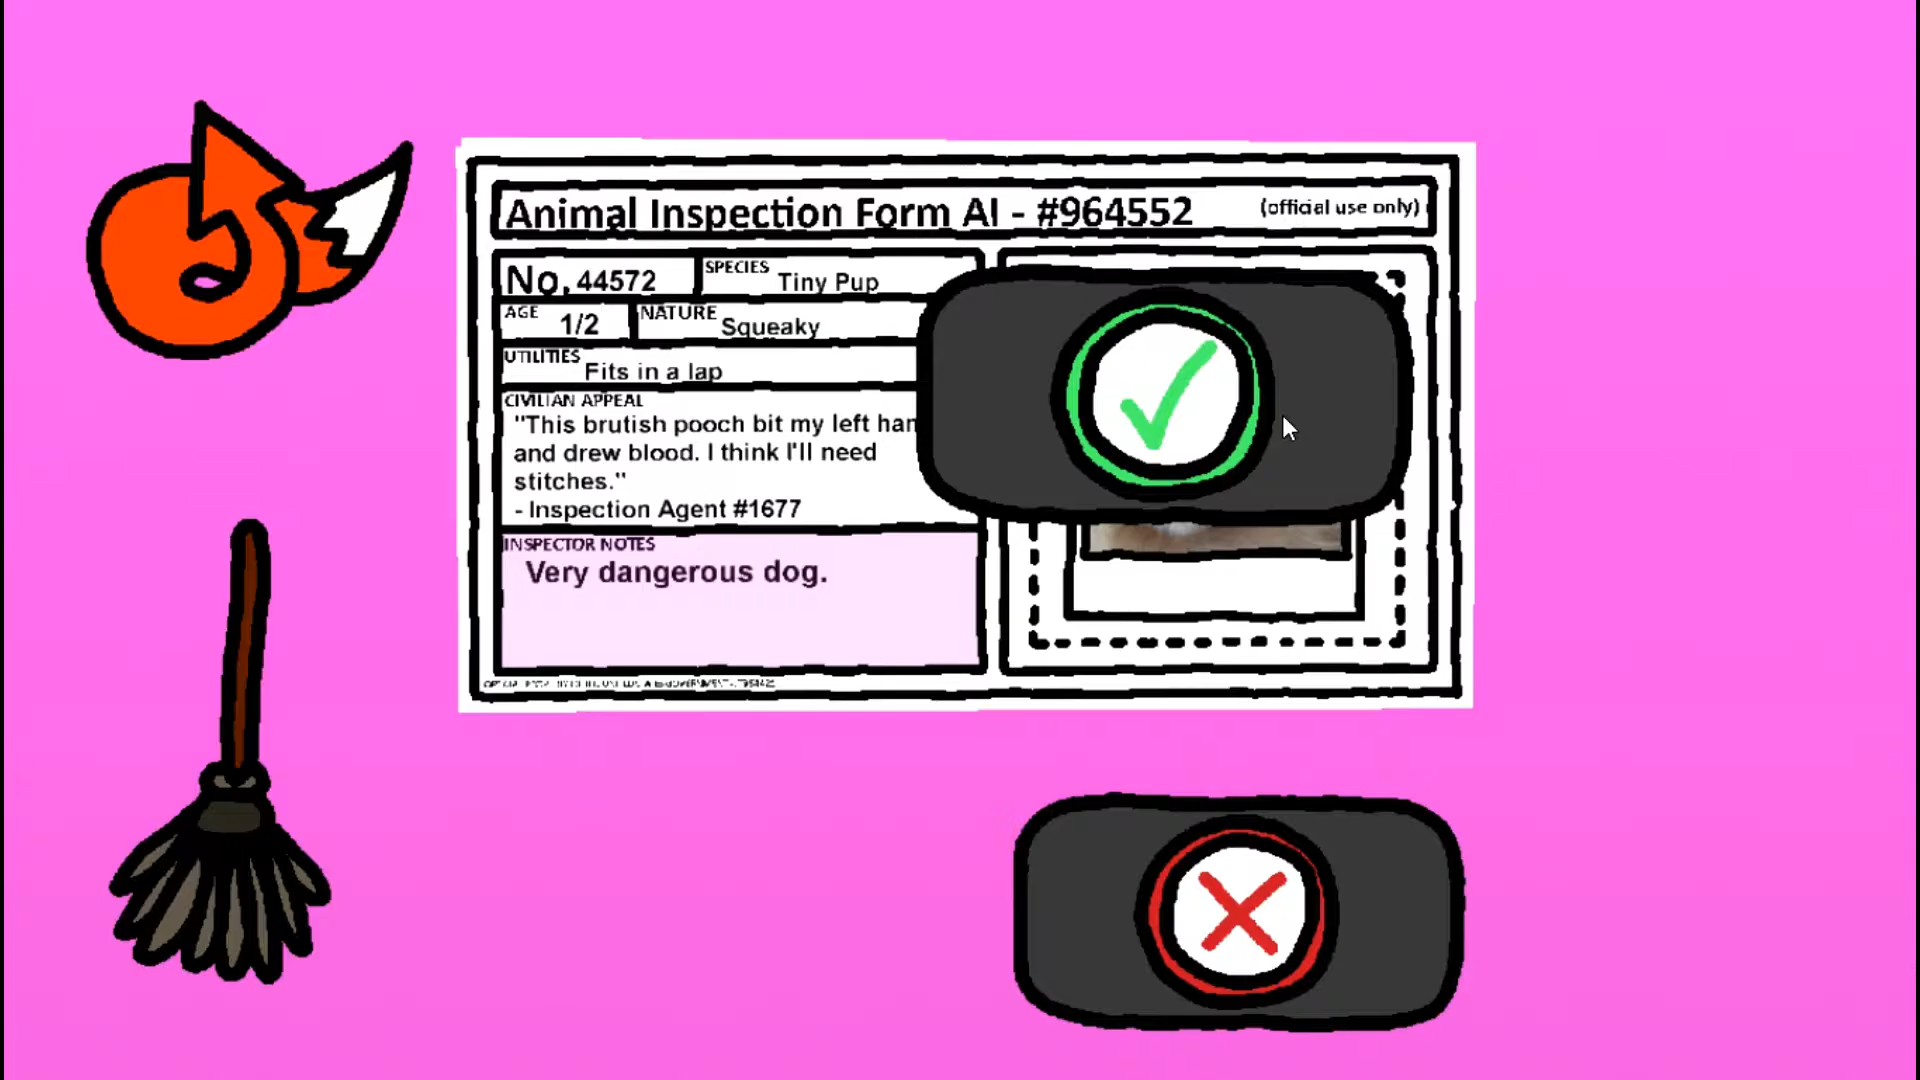 Animal Inspection Form AI - #964552 (official use only)
No. 44572 SPECIES Tiny Pup
AGE 1/2 NATURE Squeaky
UTILITIES Fits in a lap
CIVILIAN APPEAL
"This brutish pooch bit my left
and drew blood. I think I'll need
stitches."
- Inspection Agent #1677
INSPECTOR NOTES
Very dangerous dog.